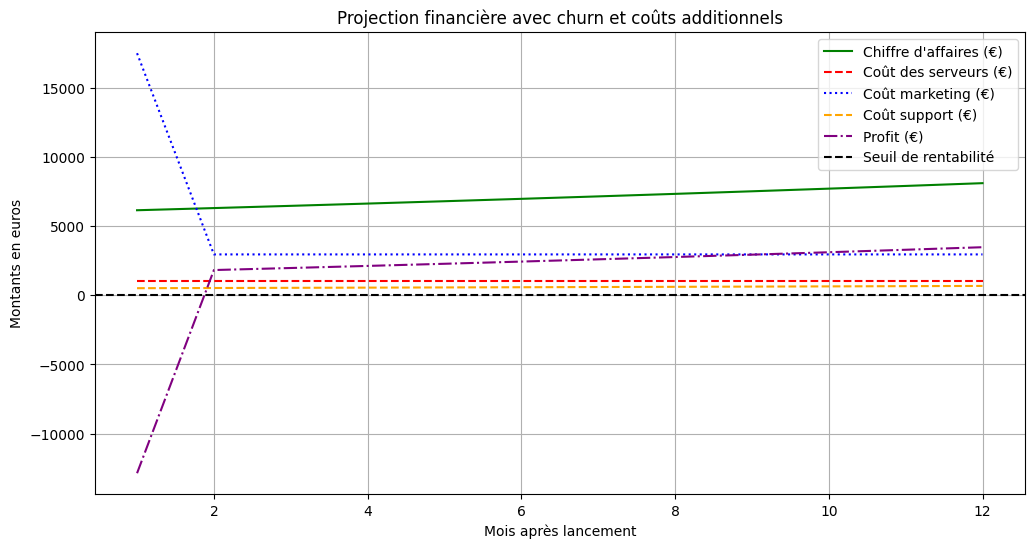 Projection financière avec churn et coûts additionnels
Chiffre d'affaires (€)
Coût des serveurs (€)
Coût marketing (€)
Coût support (€)
Profit (€)
Seuil de rentabilité
Montants en euros
15000
10000
5000
0
−5000
−10000
2 4 6 8 10 12
Mois après lancement